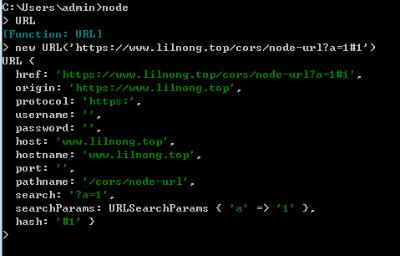 C:\Users\admin>node
> URL
[Function: URL]
> new URL('https://www.lilnong.top/cors/node-url?a=1#1')
URL {
  href: 'https://www.lilnong.top/cors/node-url?a=1#1',
  origin: 'https://www.lilnong.top',
  protocol: 'https:',
  username: '',
  password: '',
  host: 'www.lilnong.top',
  hostname: 'www.lilnong.top',
  port: '',
  pathname: '/cors/node-url',
  search: '?a=1',
  searchParams: URLSearchParams { 'a' => '1' },
  hash: '#1' }
>